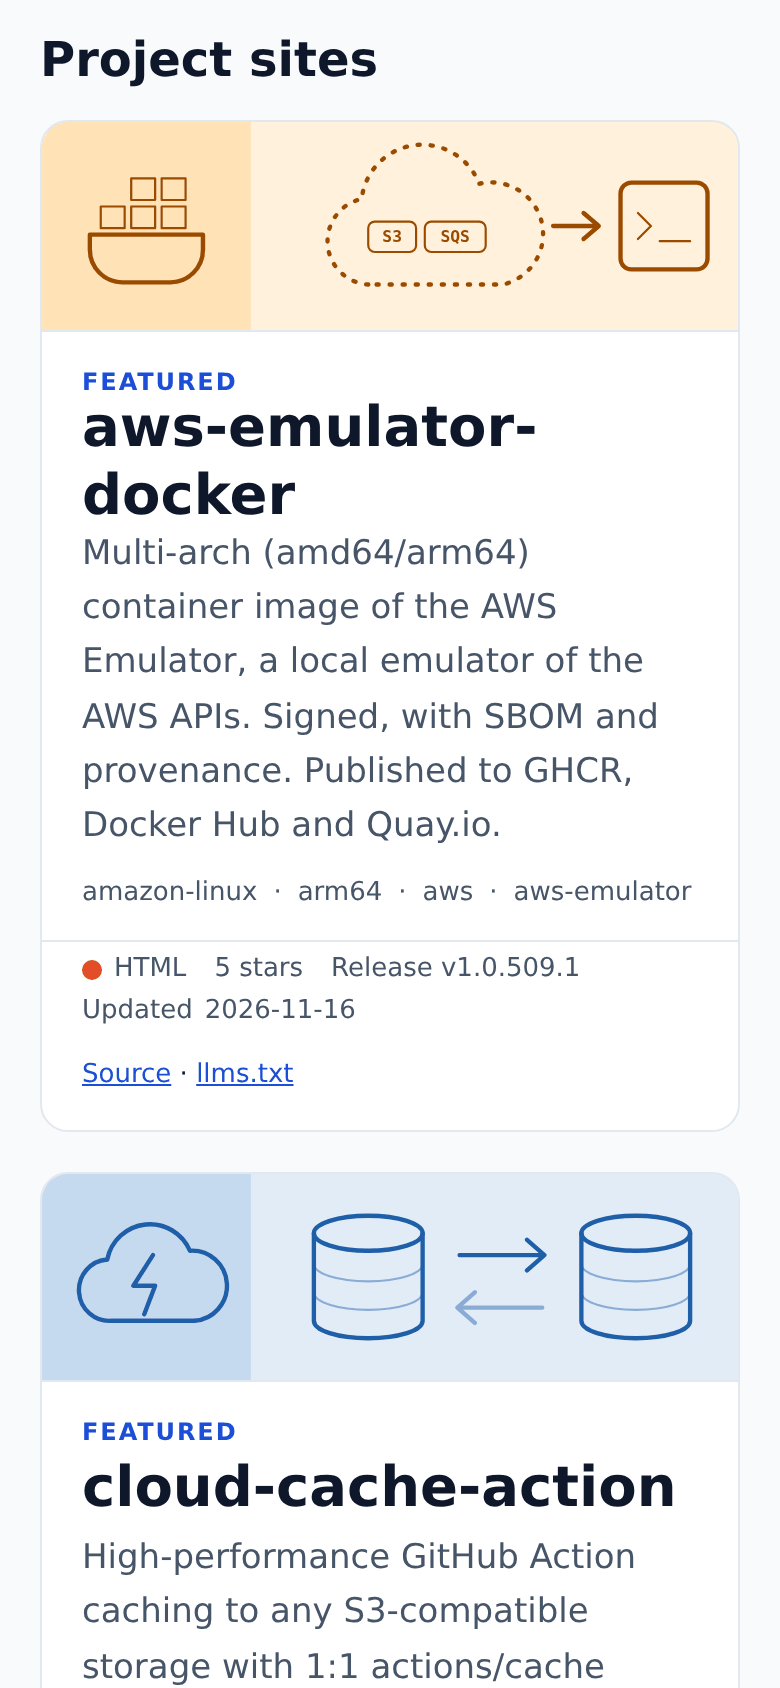 Project sites
S3 SQS
FEATURED
aws-emulator-
docker
Multi-arch (amd64/arm64)
container image of the AWS
Emulator, a local emulator of the
AWS APIs. Signed, with SBOM and
provenance. Published to GHCR,
Docker Hub and Quay.io.
amazon-linux · arm64 · aws · aws-emulator
HTML 5 stars Release v1.0.509.1
Updated 2026-11-16
Source · llms.txt
FEATURED
cloud-cache-action
High-performance GitHub Action
caching to any S3-compatible
storage with 1:1 actions/cache